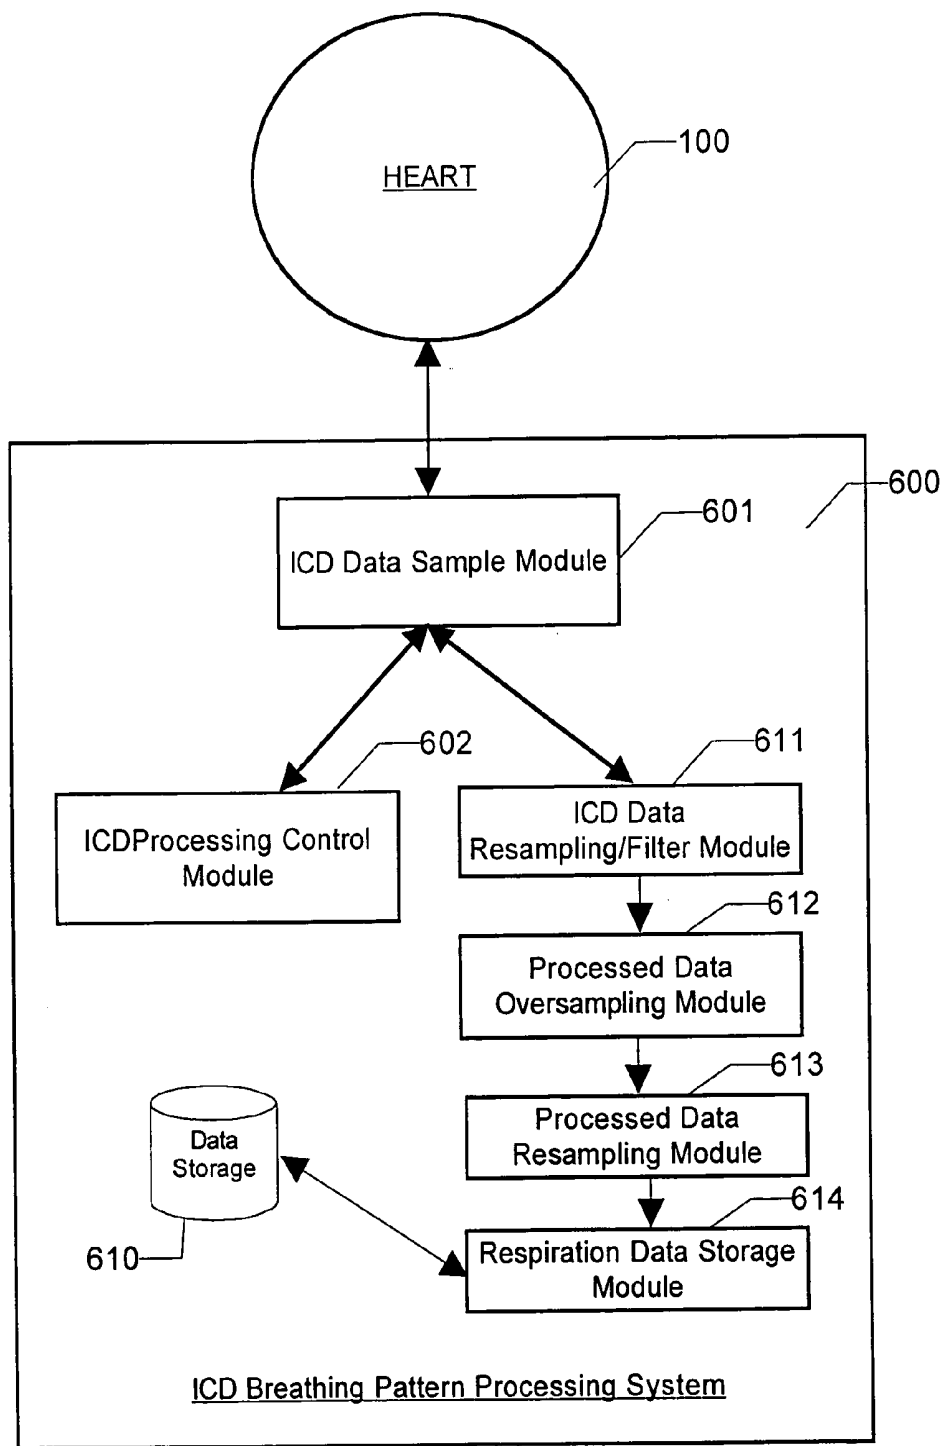 100
HEART
600
601
ICD Data Sample Module
602
611
ICDProcessing Control
Module
ICD Data
Resampling/Filter Module
612
Processed Data
Oversampling Module
613
Processed Data
Resampling Module
Data
Storage
614
610
Respiration Data Storage
Module
ICD Breathing Pattern Processing System